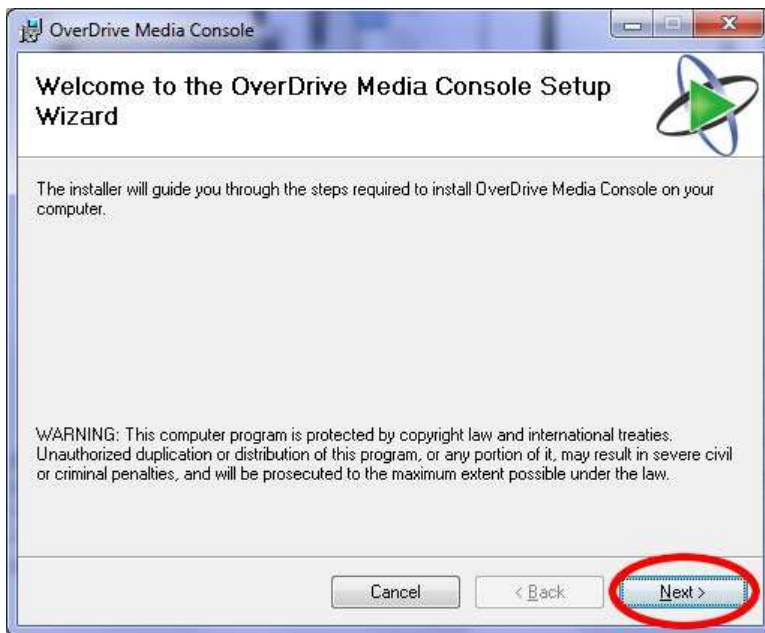 OverDrive Media Console
Welcome to the OverDrive Media Console Setup
Wizard
The installer will guide you through the steps required to install OverDrive Media Console on your
computer.
WARNING: This computer program is protected by copyright law and international treaties.
Unauthorized duplication or distribution of this program, or any portion of it, may result in severe civil
or criminal penalties, and will be prosecuted to the maximum extent possible under the law.
Cancel < Back Next >